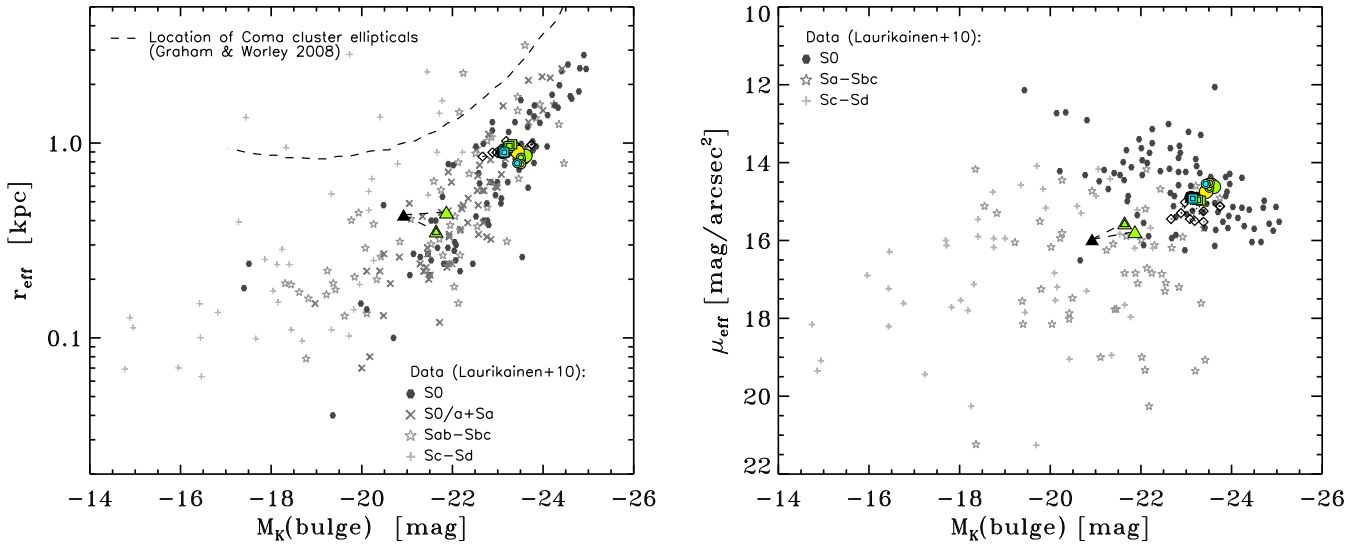 Location of Coma cluster ellipticals
(Graham & Worley 2008)
1.0
0.1
r_eff [kpc]
Data (Laurikainen+10):
S0
S0/a+Sa
Sab-Sbc
Sc-Sd
-14 -16 -18 -20 -22 -24 -26
M_K(bulge) [mag]
10
12
14
16
18
20
22
μ_eff [mag/arcsec²]
Data (Laurikainen+10):
S0
Sa-Sbc
Sc-Sd
-14 -16 -18 -20 -22 -24 -26
M_K(bulge) [mag]